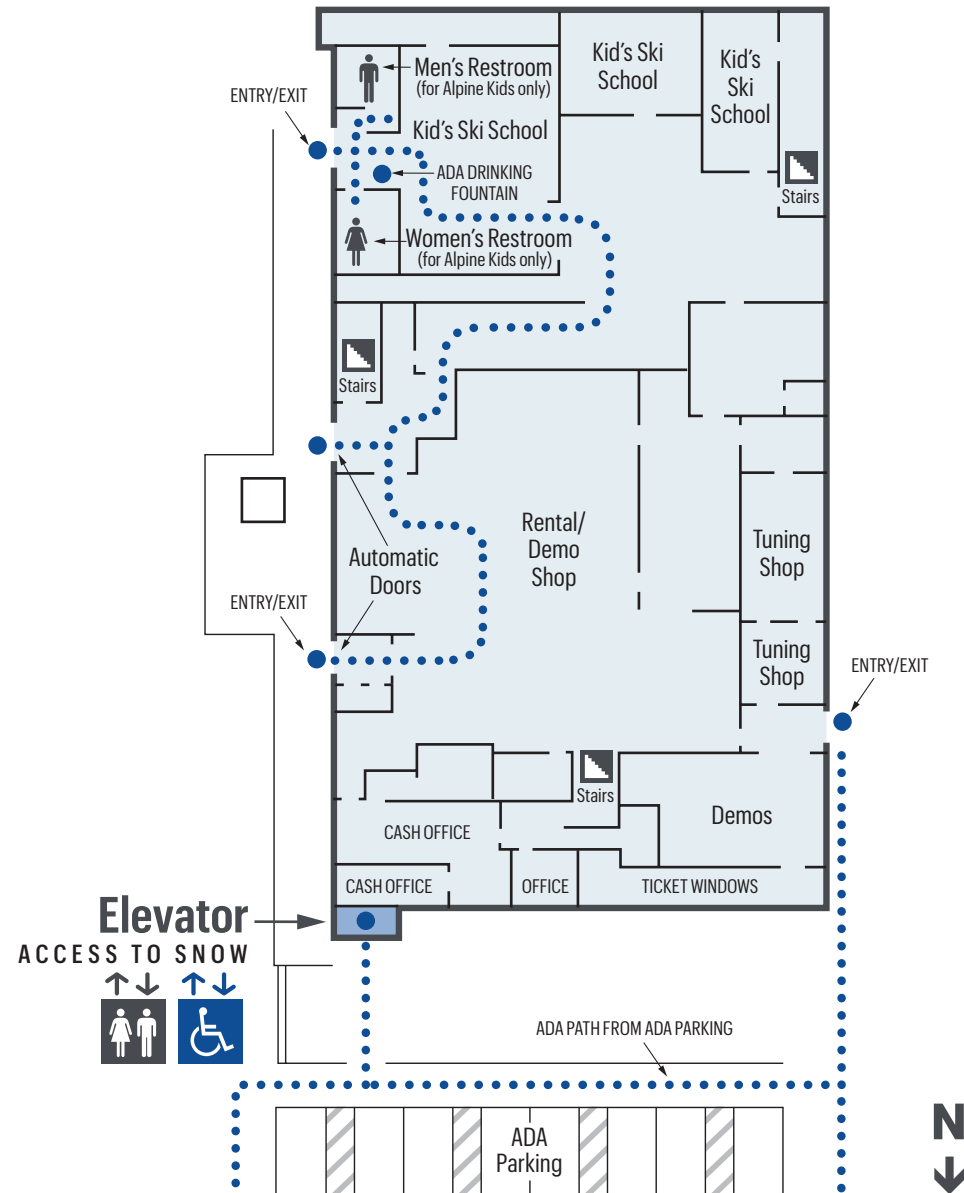 Kid's Ski
School
Kid's
Ski
School
Men's Restroom
(for Alpine Kids only)
ENTRY/EXIT
Kid's Ski School
ADA DRINKING
FOUNTAIN
Stairs
Women's Restroom
(for Alpine Kids only)
Stairs
Rental/
Demo
Shop
Tuning
Shop
Automatic
Doors
ENTRY/EXIT
Tuning
Shop
ENTRY/EXIT
Stairs
Demos
CASH OFFICE
CASH OFFICE
OFFICE
TICKET WINDOWS
Elevator
ACCESS TO SNOW
ADA PATH FROM ADA PARKING
ADA
Parking
N